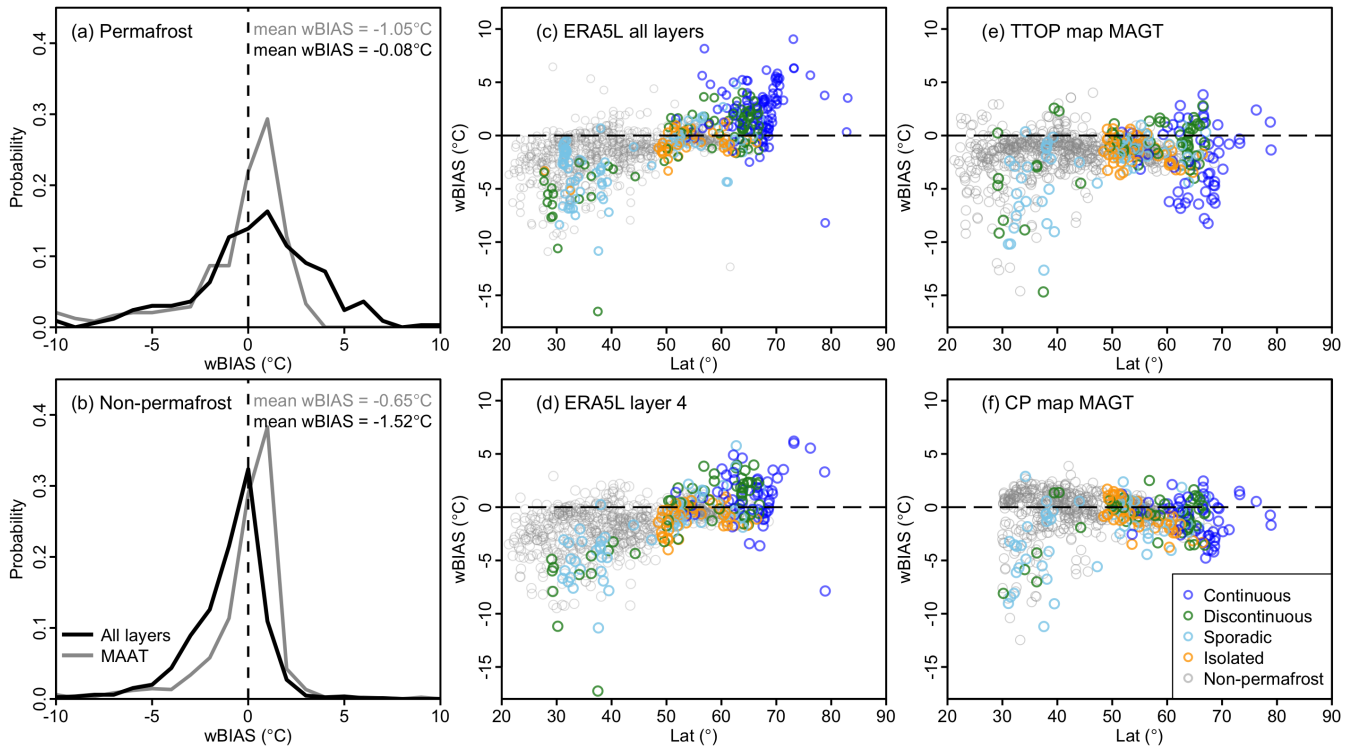 (a) Permafrost
mean wBIAS = -1.05°C
mean wBIAS = -0.08°C
Probability
0.0
0.1
0.2
0.3
0.4
-10
-5
0
5
10
wBIAS (°C)
(b) Non-permafrost
mean wBIAS = -0.65°C
mean wBIAS = -1.52°C
Probability
0.0
0.1
0.2
0.3
0.4
All layers
MAAT
-10
-5
0
5
10
wBIAS (°C)
(c) ERA5L all layers
wBIAS (°C)
10
5
0
-5
-10
-15
20
30
40
50
60
70
80
90
Lat (°)
(d) ERA5L layer 4
wBIAS (°C)
10
5
0
-5
-10
-15
20
30
40
50
60
70
80
90
Lat (°)
(e) TTOP map MAGT
wBIAS (°C)
10
5
0
-5
-10
-15
20
30
40
50
60
70
80
90
Lat (°)
(f) CP map MAGT
wBIAS (°C)
10
5
0
-5
-10
-15
20
30
40
50
60
70
80
90
Lat (°)
Continuous
Discontinuous
Sporadic
Isolated
Non-permafrost